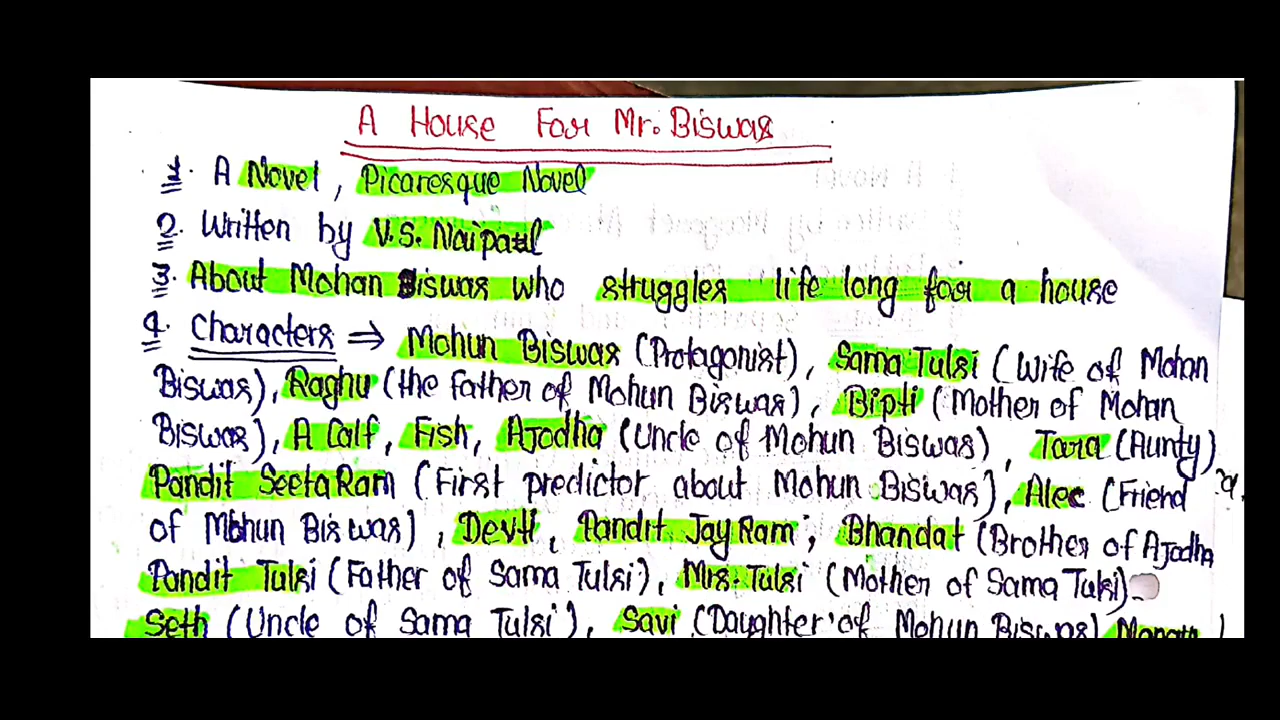 A House For Mr. Biswas
1. A Novel, Picaresque Novel
2. Written by V.S. Naipaul
3. About Mohan Biswas who struggles life long for a house
4. Characters ⇒ Mohun Biswas (Protagonist), Sama Tulsi (Wife of Mohan
Biswas), Raghu (the Father of Mohun Biswas), Bipti (Mother of Mohan
Biswas), A Calf, Fish, Ajodha (Uncle of Mohun Biswas), Tara (Aunty)
Pandit SeetaRam (First predictor about Mohun Biswas), Alec (Friend
of Mohun Biswas), Devti, Pandit JayRam, Bhandat (Brother of Ajodha
Pandit Tulsi (Father of Sama Tulsi), Mrs. Tulsi (Mother of Sama Tulsi)
Seth (Uncle of Sama Tulsi), Savi (Daughter of Mohun Biswas)